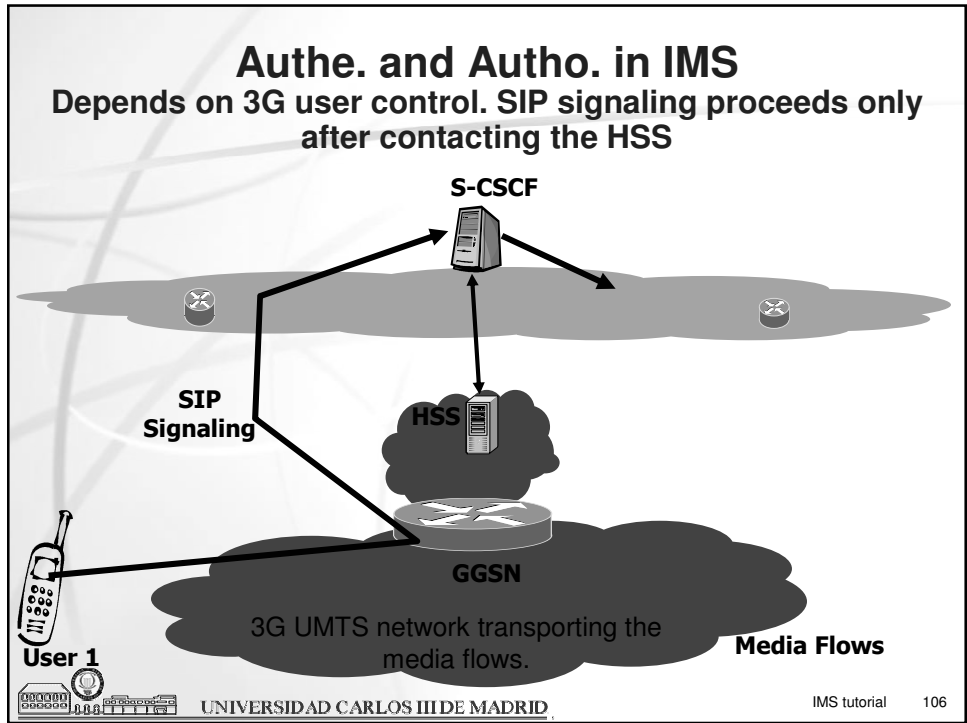 Authe. and Autho. in IMS
Depends on 3G user control. SIP signaling proceeds only
after contacting the HSS
S-CSCF
SIP
Signaling
HSS
GGSN
3G UMTS network transporting the
media flows.
Media Flows
User 1
UNIVERSIDAD CARLOS III DE MADRID
IMS tutorial 106